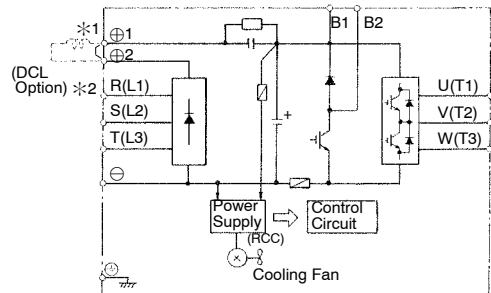 B1 B2
✻1 ⊕1
⊕2
(DCL
Option) ✻2 R(L1)
S(L2)
T(L3)
U(T1)
V(T2)
W(T3)
+
⊖
Power
Supply
(RCC)
Control
Circuit
Cooling Fan